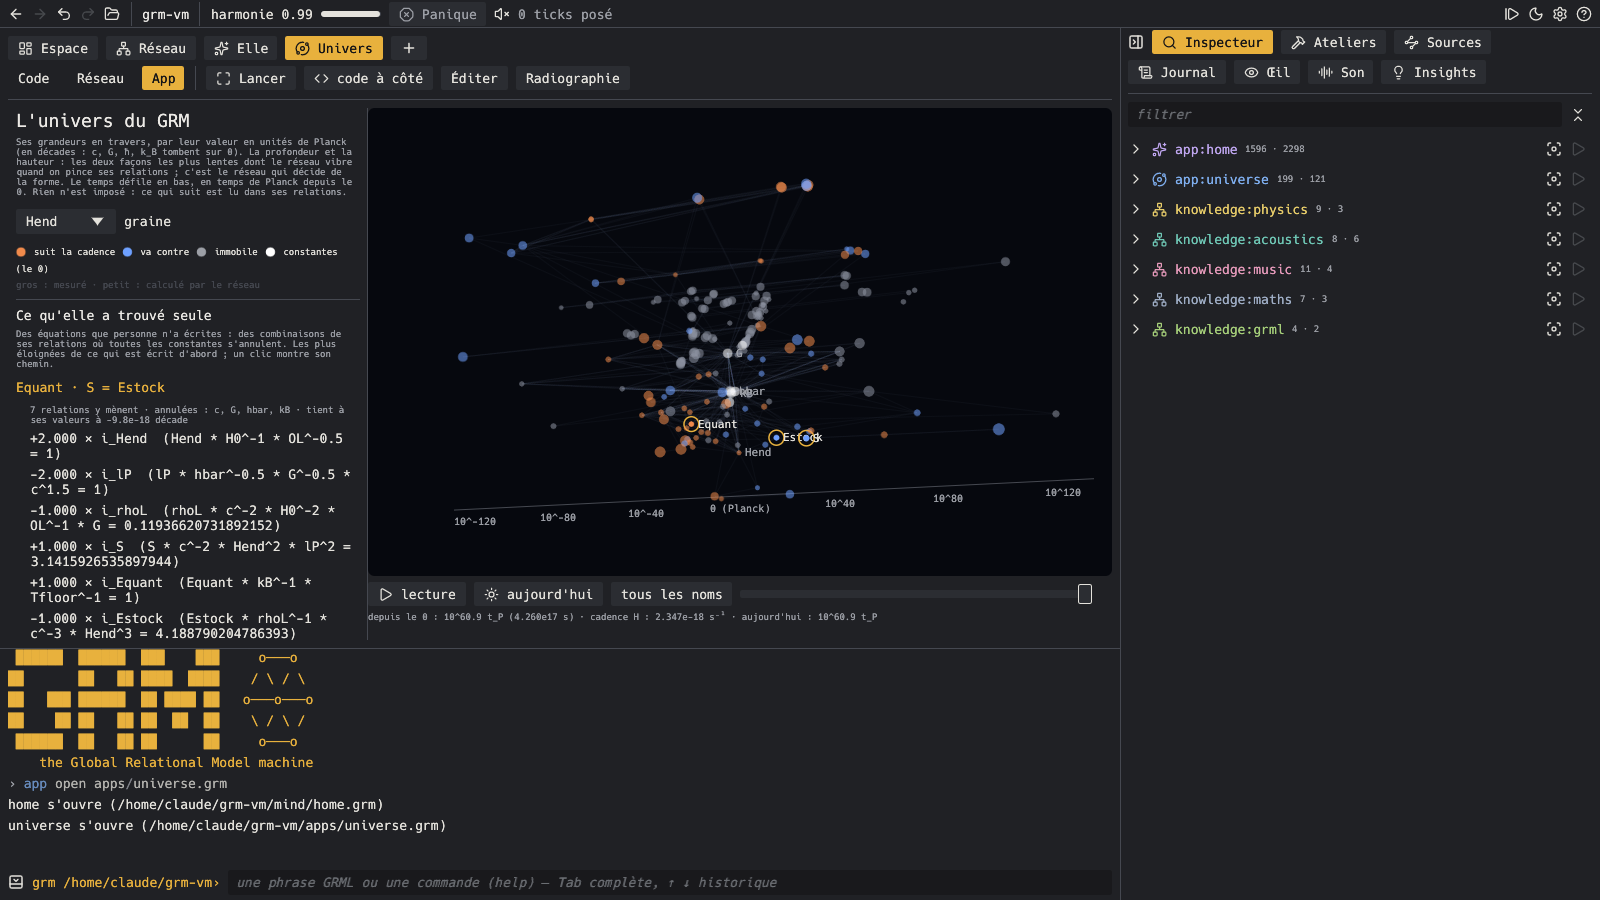 grm-vm harmonie 0.99 Panique 0 ticks posé
Espace Réseau Elle Univers +
Code Réseau App Lancer <> code à côté Éditer Radiographie
L'univers du GRM
Ses grandeurs en travers, par leur valeur en unités de Planck
(en décades : c, G, ħ, k_B tombent sur 0). La profondeur et la
hauteur : les deux façons les plus lentes dont le réseau vibre
quand on pince ses relations ; c'est le réseau qui décide de
la forme. Le temps défile en bas, en temps de Planck depuis le
0. Rien n'est imposé : ce qui suit est lu dans ses relations.
Hend graine
suit la cadence va contre immobile constantes
(le 0)
gros : mesuré · petit : calculé par le réseau
Ce qu'elle a trouvé seule
Des équations que personne n'a écrites : des combinaisons de
ses relations où toutes les constantes s'annulent. Les plus
éloignées de ce qui est écrit d'abord ; un clic montre son
chemin.
Equant · S = Estock
7 relations y mènent · annulées : c, G, hbar, kB · tient à
ses valeurs à -9.8e-18 décade
+2.000 × i_Hend (Hend * H0^-1 * OL^-0.5
= 1)
-2.000 × i_lP (lP * hbar^-0.5 * G^-0.5 *
c^1.5 = 1)
-1.000 × i_rhoL (rhoL * c^-2 * H0^-2 *
OL^-1 * G = 0.11936620731892152)
+1.000 × i_S (S * c^-2 * Hend^2 * lP^2 =
3.1415926535897944)
+1.000 × i_Equant (Equant * kB^-1 *
Tfloor^-1 = 1)
-1.000 × i_Estock (Estock * rhoL^-1 *
c^-3 * Hend^3 = 4.188790204786393)
G
hbar
Equant
Estock
S
Hend
10^-120
10^-80
10^-40
0 (Planck)
10^40
10^80
10^120
lecture aujourd'hui tous les noms
depuis le 0 : 10^60.9 t_P (4.260e17 s) · cadence H : 2.347e-18 s⁻¹ · aujourd'hui : 10^60.9 t_P
the Global Relational Model machine
› app open apps/universe.grm
home s'ouvre (/home/claude/grm-vm/mind/home.grm)
universe s'ouvre (/home/claude/grm-vm/apps/universe.grm)
grm /home/claude/grm-vm› une phrase GRML ou une commande (help) — Tab complète, ↑ ↓ historique
Inspecteur Ateliers Sources
Journal Œil Son Insights
filtrer
app:home 1596 · 2298
app:universe 199 · 121
knowledge:physics 9 · 3
knowledge:acoustics 8 · 6
knowledge:music 11 · 4
knowledge:maths 7 · 3
knowledge:grml 4 · 2